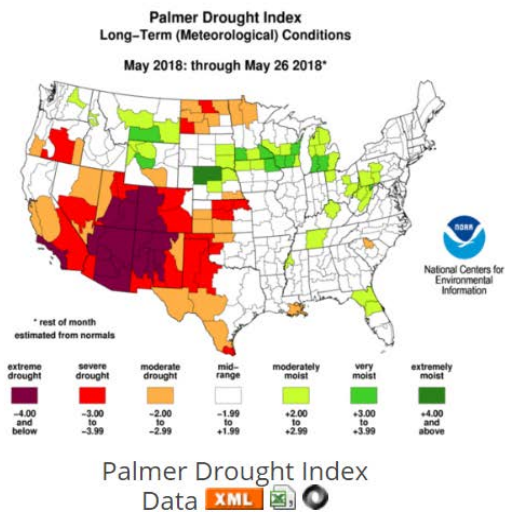 Palmer Drought Index
Long-Term (Meteorological) Conditions
May 2018: through May 26 2018*
NOAA
National Centers for
Environmental
Information
* rest of month
estimated from normals
extreme
drought
severe
drought
moderate
drought
mid-
range
moderately
moist
very
moist
extremely
moist
-4.00
and
below
-3.00
to
-3.99
-2.00
to
-2.99
-1.99
to
+1.99
+2.00
to
+2.99
+3.00
to
+3.99
+4.00
and
above
Palmer Drought Index
Data XML